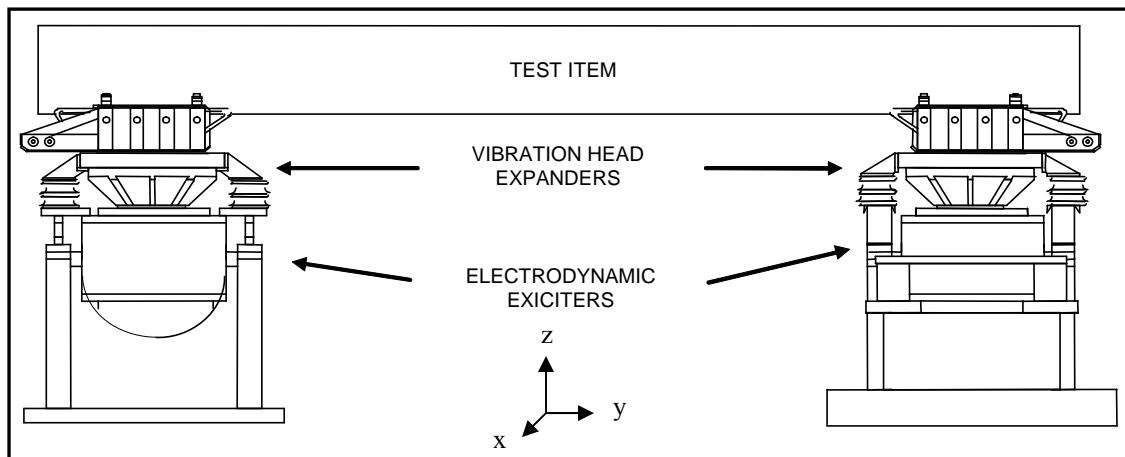 TEST ITEM
VIBRATION HEAD
EXPANDERS
ELECTRODYNAMIC
EXICITERS
z
y
x